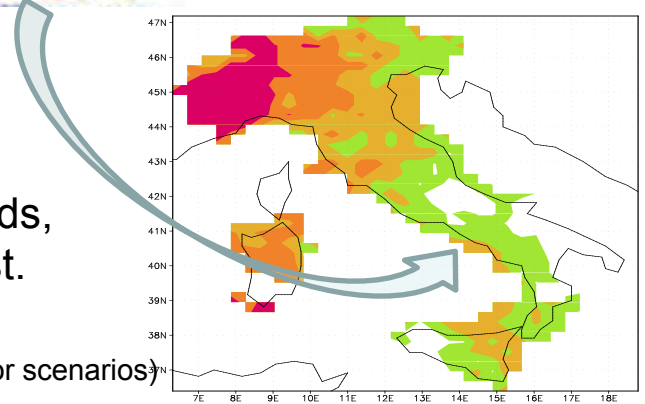 47N
46N
45N
44N
43N
42N
41N
40N
39N
38N
37N
7E 8E 9E 10E 11E 12E 13E 14E 15E 16E 17E 18E
ds,
st.
or scenarios)